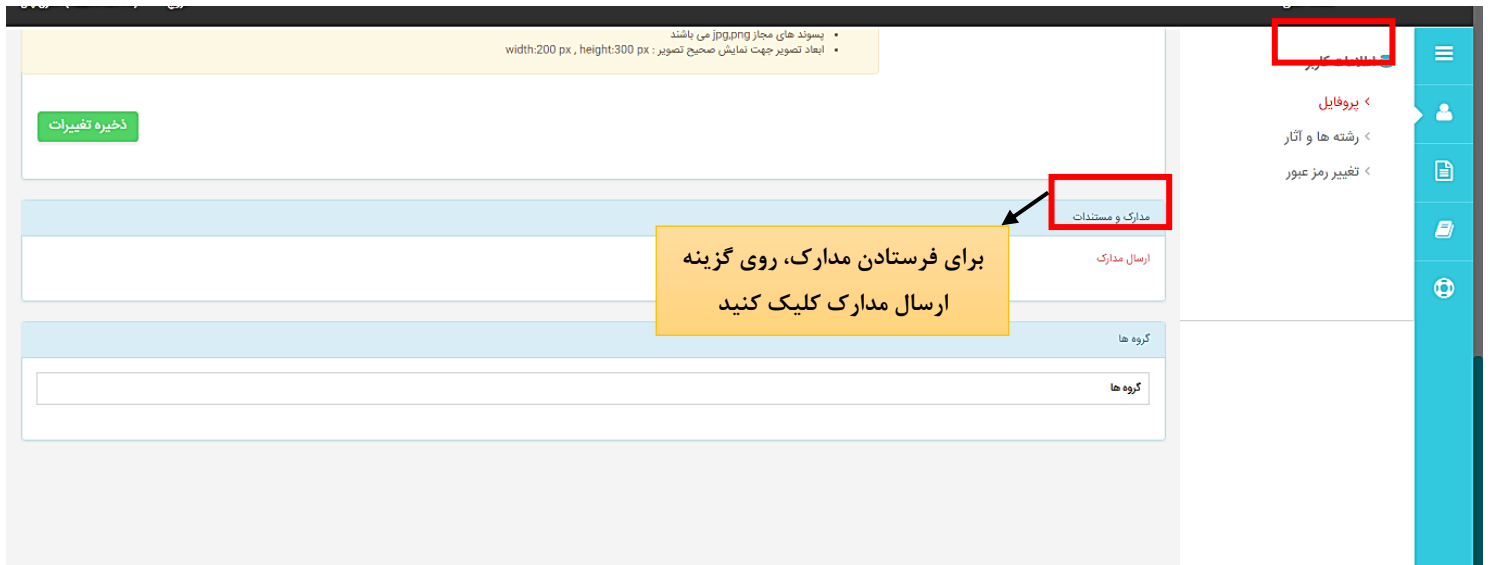 پسوند های مجاز jpg,png می باشند
ابعاد تصویر جهت نمایش صحیح تصویر : width:200 px , height:300 px
ذخیره تغییرات
اطلاعات کاربر
پروفایل
رشته ها و آثار
تغییر رمز عبور
مدارک و مستندات
ارسال مدارک
برای فرستادن مدارک، روی گزینه
ارسال مدارک کلیک کنید
گروه ها
گروه ها